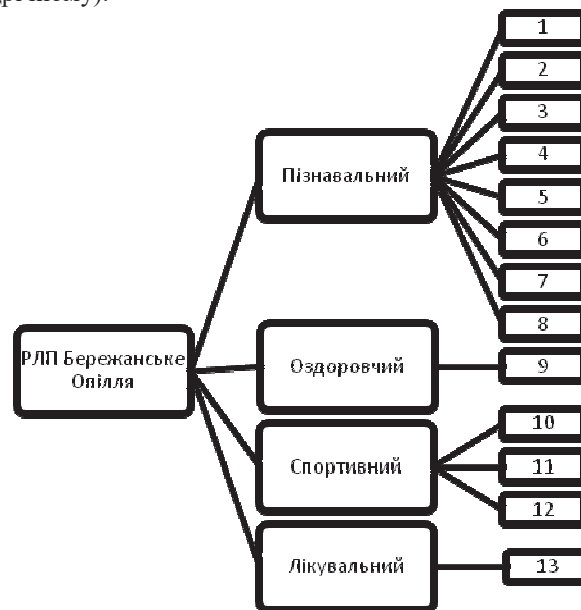 1
2
3
4
5
6
7
8
Пізнавальний
РЛП Бережанське
Опілля
Оздоровчий
9
Спортивний
10
11
12
Лікувальний
13